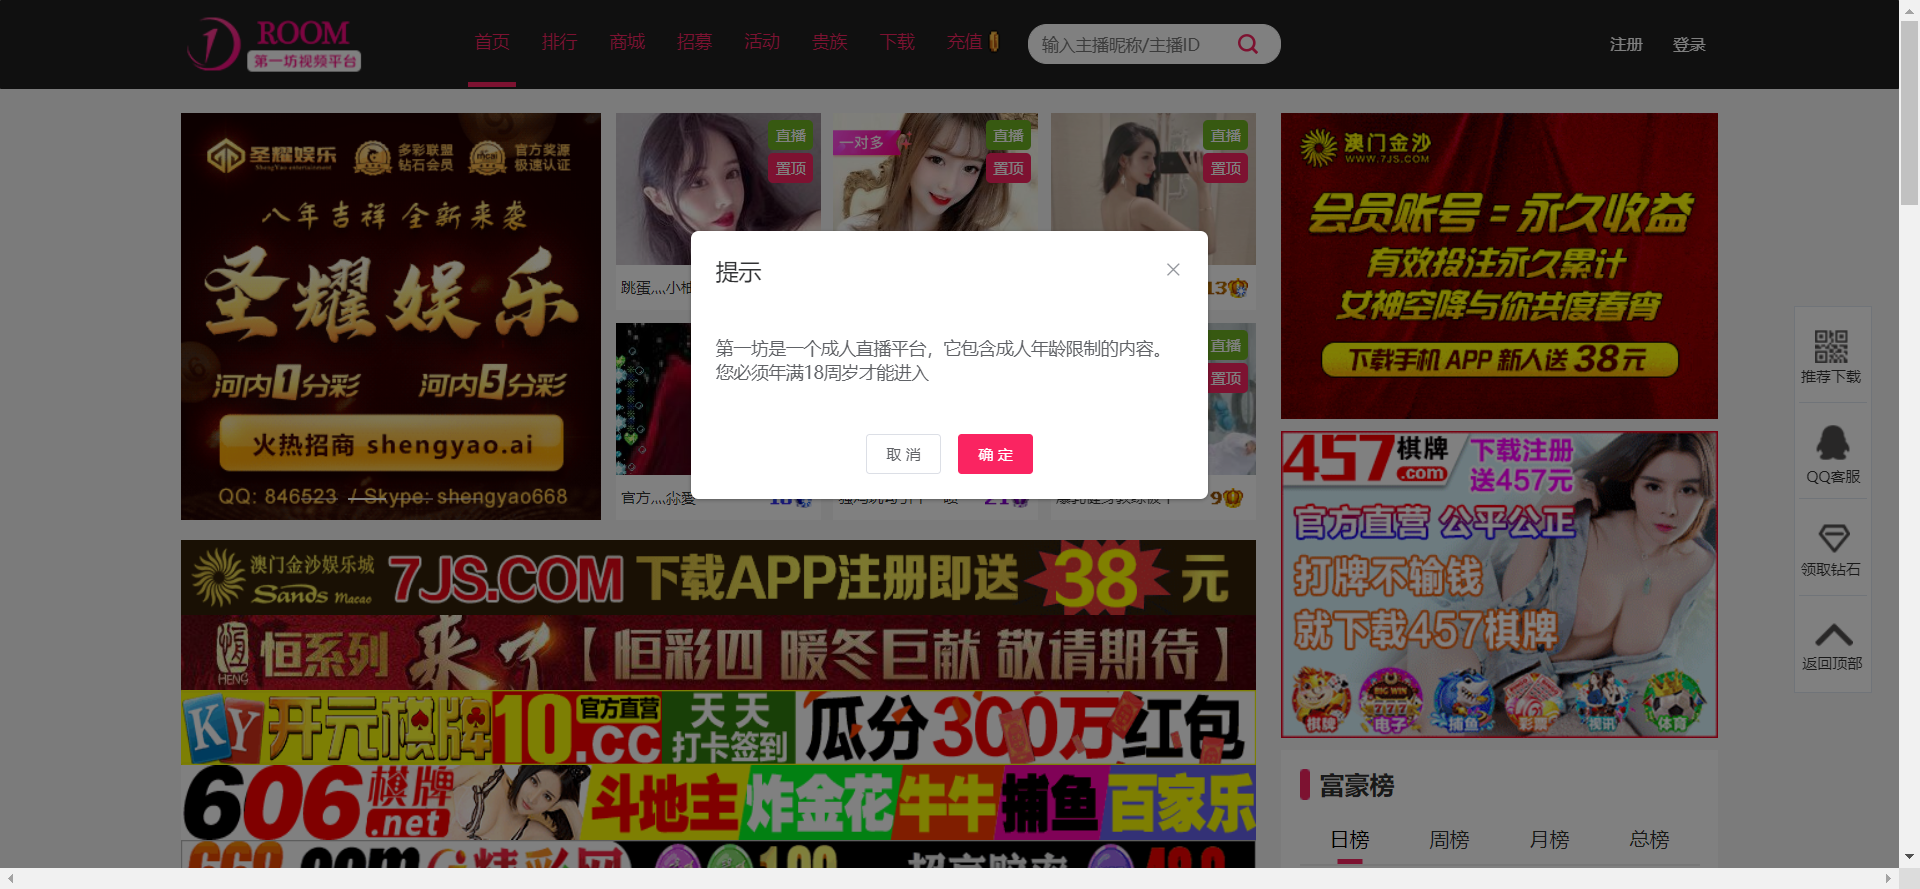 ROOM
第一坊视频平台
首页
排行
商城
招募
活动
贵族
下载
充值
输入主播昵称/主播ID
注册
登录
圣耀娱乐
ShengYao entertainment
多彩联盟
钻石会员
官方奖源
极速认证
八年吉祥 全新来袭
圣耀娱乐
河内1分彩
河内5分彩
火热招商 shengyao.ai
QQ: 846523
Skype: shengyao668
直播
置顶
一对多
直播
置顶
直播
置顶
跳蛋灬小柚
13
直播
置顶
9
提示
第一坊是一个成人直播平台，它包含成人年龄限制的内容。
您必须年满18周岁才能进入
取 消
确 定
澳门金沙
WWW.7JS.COM
会员账号=永久收益
有效投注永久累计
女神空降与你共度春宵
下载手机 APP 新人送 38元
457棋牌
.com
下载注册
送457元
官方直营 公平公正
打牌不输钱
就下载457棋牌
棋牌
BIG WIN
777
电子
捕鱼
彩票
视讯
体育
推荐下载
QQ客服
领取钻石
返回顶部
澳门金沙娱乐城
Sands Macao
7JS.COM 下载APP注册即送 38 元
恒
HENG
恒系列 来了【恒彩四 暖冬巨献 敬请期待】
KY 开元棋牌 10.cc
官方直营
天天
打卡签到
瓜分300万红包
606棋牌
.net
斗地主 炸金花 牛牛 捕鱼 百家乐
富豪榜
日榜
周榜
月榜
总榜